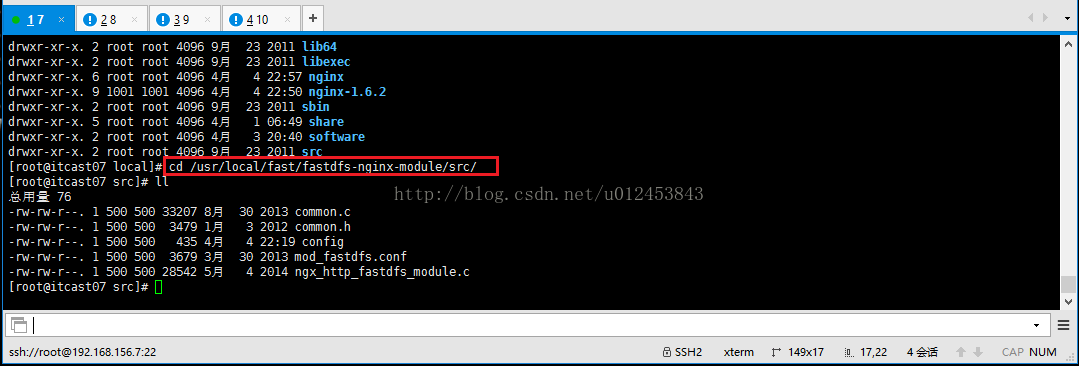 1 7 × 2 8 × 3 9 × 4 10 × +
drwxr-xr-x. 2 root root 4096 9月  23 2011 lib64
drwxr-xr-x. 2 root root 4096 9月  23 2011 libexec
drwxr-xr-x. 6 root root 4096 4月   4 22:57 nginx
drwxr-xr-x. 9 1001 1001 4096 4月   4 22:50 nginx-1.6.2
drwxr-xr-x. 2 root root 4096 9月  23 2011 sbin
drwxr-xr-x. 5 root root 4096 4月   1 06:49 share
drwxr-xr-x. 2 root root 4096 4月   3 20:40 software
drwxr-xr-x. 2 root root 4096 9月  23 2011 src
[root@itcast07 local]# cd /usr/local/fast/fastdfs-nginx-module/src/
[root@itcast07 src]# ll
总用量 76
http://blog.csdn.net/u012453843
-rw-rw-r--. 1 500 500 33207 8月  30 2013 common.c
-rw-rw-r--. 1 500 500  3479 1月   3 2012 common.h
-rw-rw-r--. 1 500 500   435 4月   4 22:19 config
-rw-rw-r--. 1 500 500  3679 3月  30 2013 mod_fastdfs.conf
-rw-rw-r--. 1 500 500 28542 5月   4 2014 ngx_http_fastdfs_module.c
[root@itcast07 src]#
ssh://root@192.168.156.7:22 SSH2 xterm 149x17 17,22 4 会话 CAP NUM